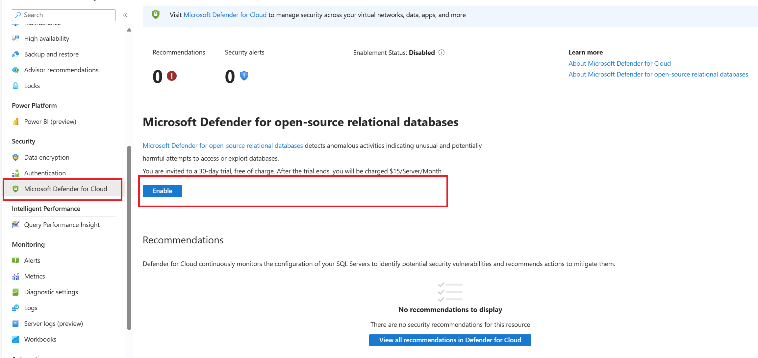 Search
Visit Microsoft Defender for Cloud to manage security across your virtual networks, data, apps, and more
High availability
Backup and restore
Advisor recommendations
Locks
Power Platform
Power BI (preview)
Security
Data encryption
Authentication
Microsoft Defender for Cloud
Intelligent Performance
Query Performance Insight
Monitoring
Alerts
Metrics
Diagnostic settings
Logs
Server logs (preview)
Workbooks
Recommendations
Security alerts
Enablement Status: Disabled
Learn more
0
0
About Microsoft Defender for Cloud
About Microsoft Defender for open-source relational databases
Microsoft Defender for open-source relational databases
Microsoft Defender for open-source relational databases detects anomalous activities indicating unusual and potentially
harmful attempts to access or exploit databases.
You are invited to a 30-day trial, free of charge. After the trial ends, you will be charged $15/Server/Month
Enable
Recommendations
Defender for Cloud continuously monitors the configuration of your SQL Servers to identify potential security vulnerabilities and recommends actions to mitigate them.
No recommendations to display
There are no security recommendations for this resource
View all recommendations in Defender for Cloud